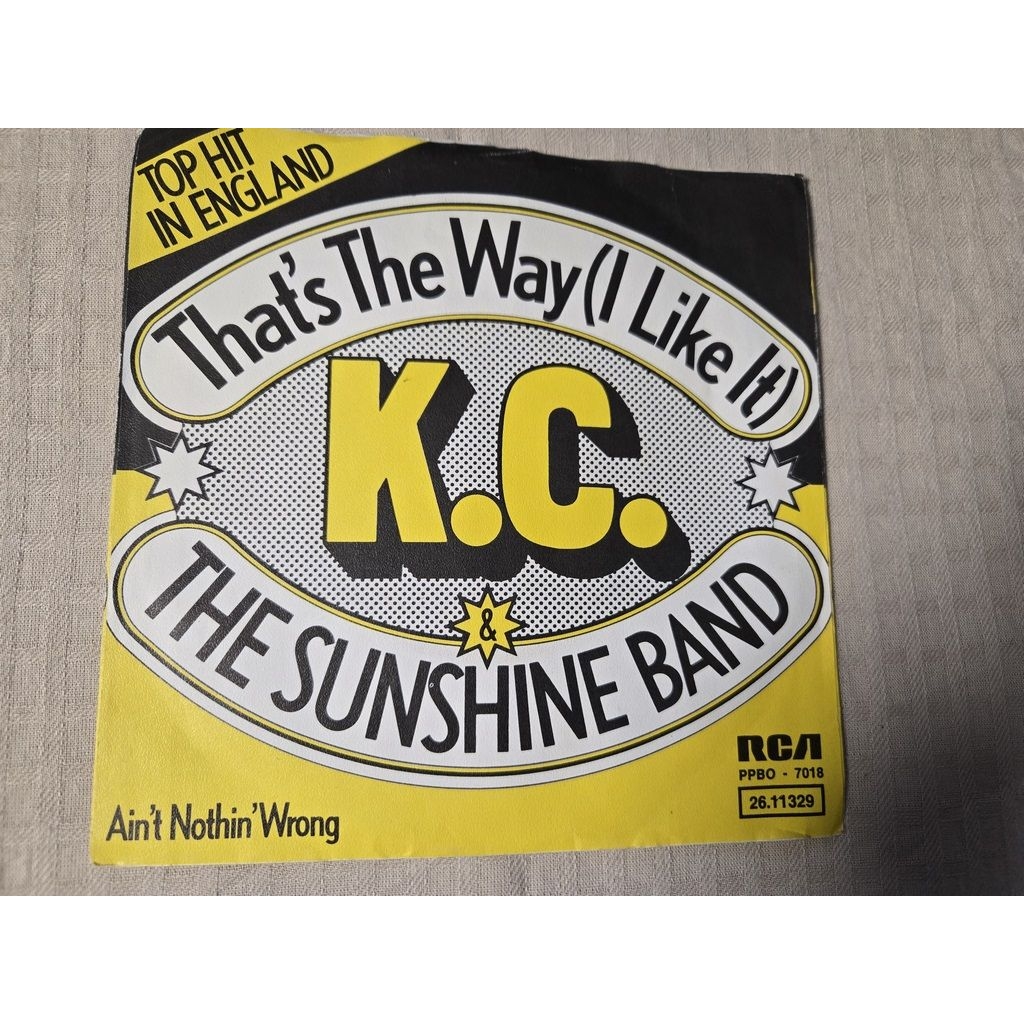 TOP HIT
IN ENGLAND
That's The Way (I Like It)
K.C.
&
THE SUNSHINE BAND
RCA
PPBO - 7018
26.11329
Ain't Nothin' Wrong